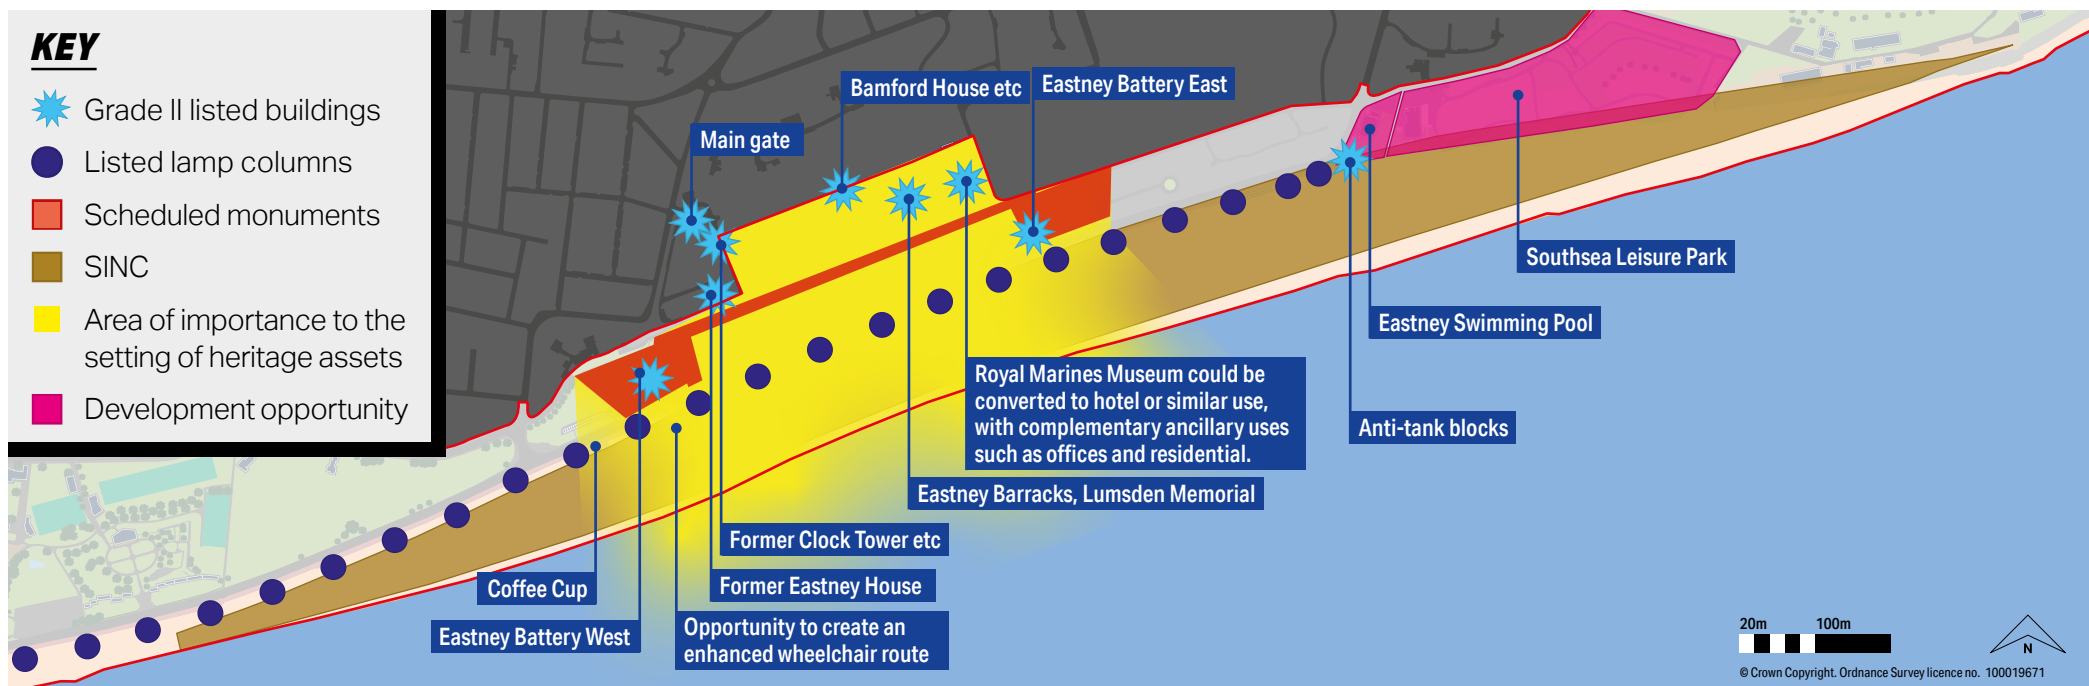 KEY
Grade II listed buildings
Listed lamp columns
Scheduled monuments
SINC
Area of importance to the
setting of heritage assets
Development opportunity
Bamford House etc
Eastney Battery East
Main gate
Southsea Leisure Park
Eastney Swimming Pool
Royal Marines Museum could be
converted to hotel or similar use,
with complementary ancillary uses
such as offices and residential.
Anti-tank blocks
Eastney Barracks, Lumsden Memorial
Former Clock Tower etc
Coffee Cup
Former Eastney House
Eastney Battery West
Opportunity to create an
enhanced wheelchair route
20m 100m
N
© Crown Copyright. Ordnance Survey licence no. 100019671